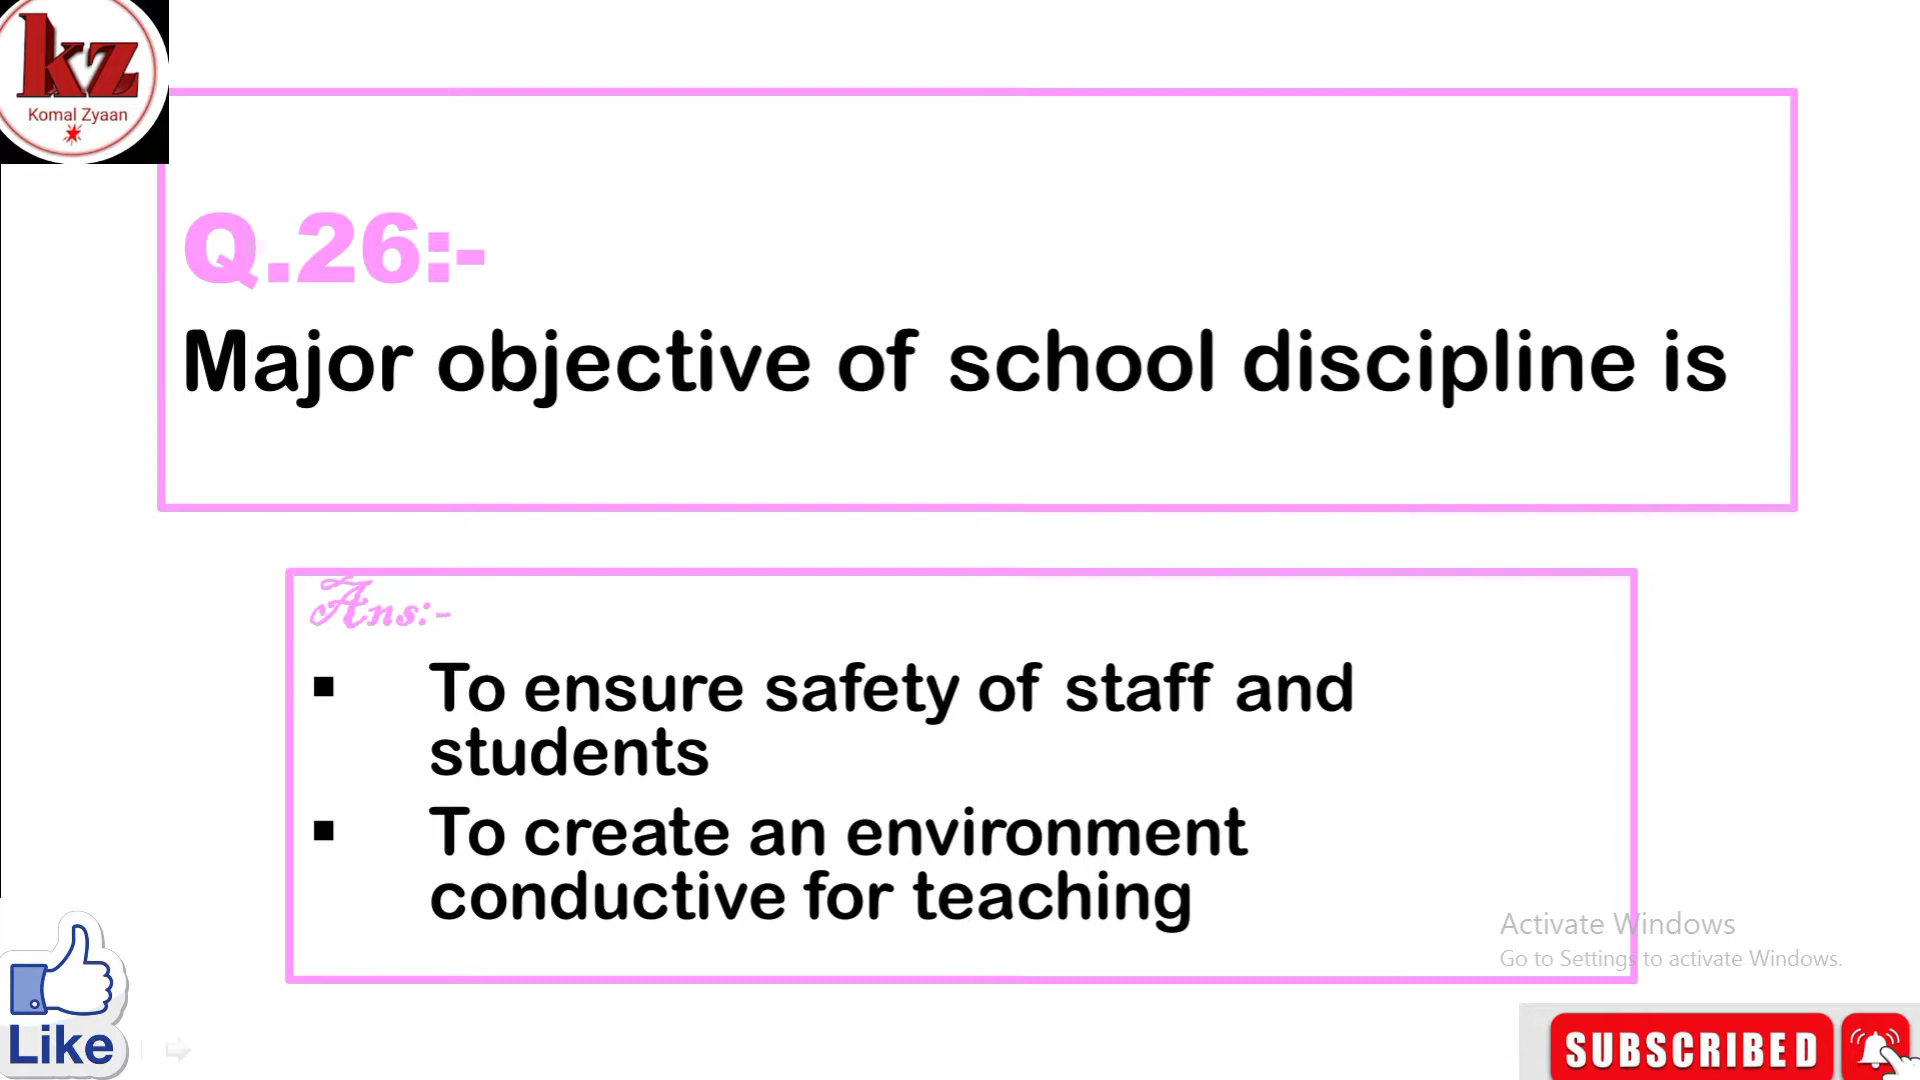 kz
Komal Zyaan
Q.26:-
Major objective of school discipline is
Ans:-
▪ To ensure safety of staff and
students
▪ To create an environment
conductive for teaching
Activate Windows
Go to Settings to activate Windows.
Like
SUBSCRIBED